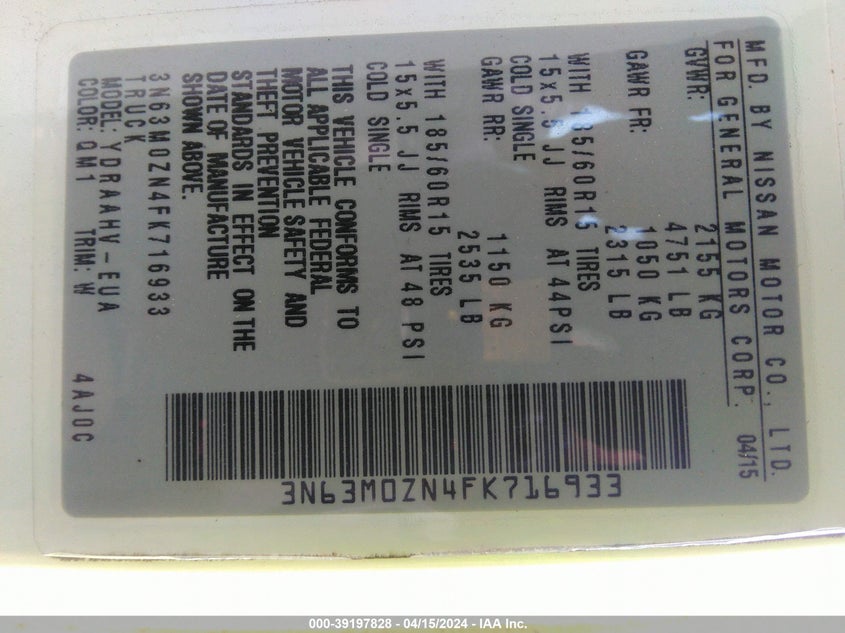 MFD. BY NISSAN MOTOR CO., LTD.
FOR GENERAL MOTORS CORP. 04/15
GVWR: 2155 KG
4751 LB
GAWR FR: 1050 KG
2315 LB
WITH 185/60R15 TIRES
15x5.5 JJ RIMS AT 44PSI
COLD SINGLE
GAWR RR: 1150 KG
2535 LB
WITH 185/60R15 TIRES
15x5.5 JJ RIMS AT 48 PSI
COLD SINGLE
THIS VEHICLE CONFORMS TO
ALL APPLICABLE FEDERAL
MOTOR VEHICLE SAFETY AND
THEFT PREVENTION
STANDARDS IN EFFECT ON THE
DATE OF MANUFACTURE
SHOWN ABOVE.
3N63M0ZN4FK716933
TRUCK
MODEL: YDRAAHV-EUA
COLOR: QM1 TRIM: W 4AJ0C
3N63M0ZN4FK716933
000-39197828 - 04/15/2024 - IAA Inc.